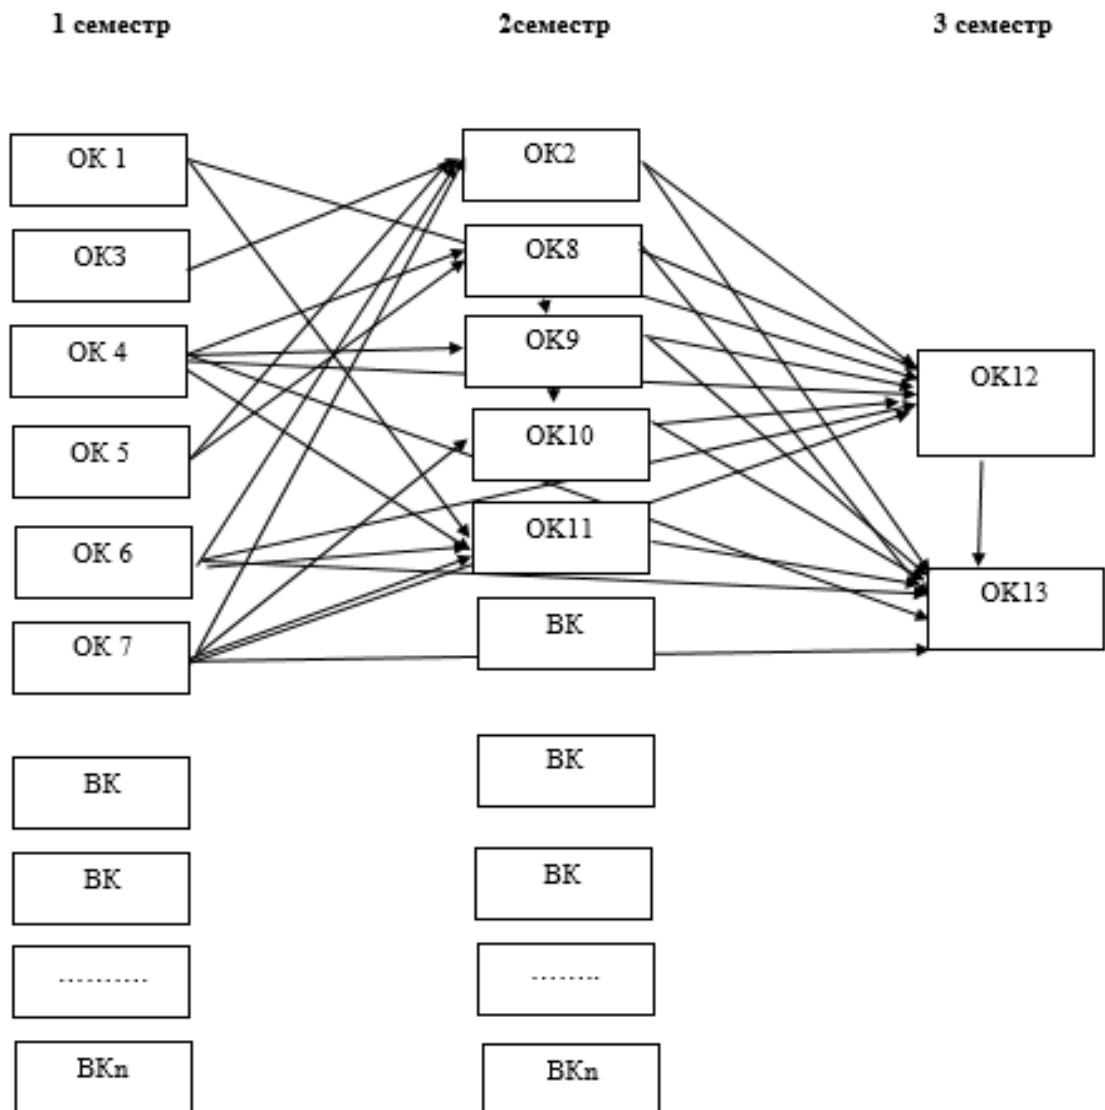 1 семестр
2семестр
3 семестр
ОК 1
ОК3
ОК 4
ОК 5
ОК 6
ОК 7
ВК
ВК
...........
ВКn
ОК2
ОК8
ОК9
ОК10
ОК11
ВК
ВК
ВК
.........
ВКn
ОК12
ОК13